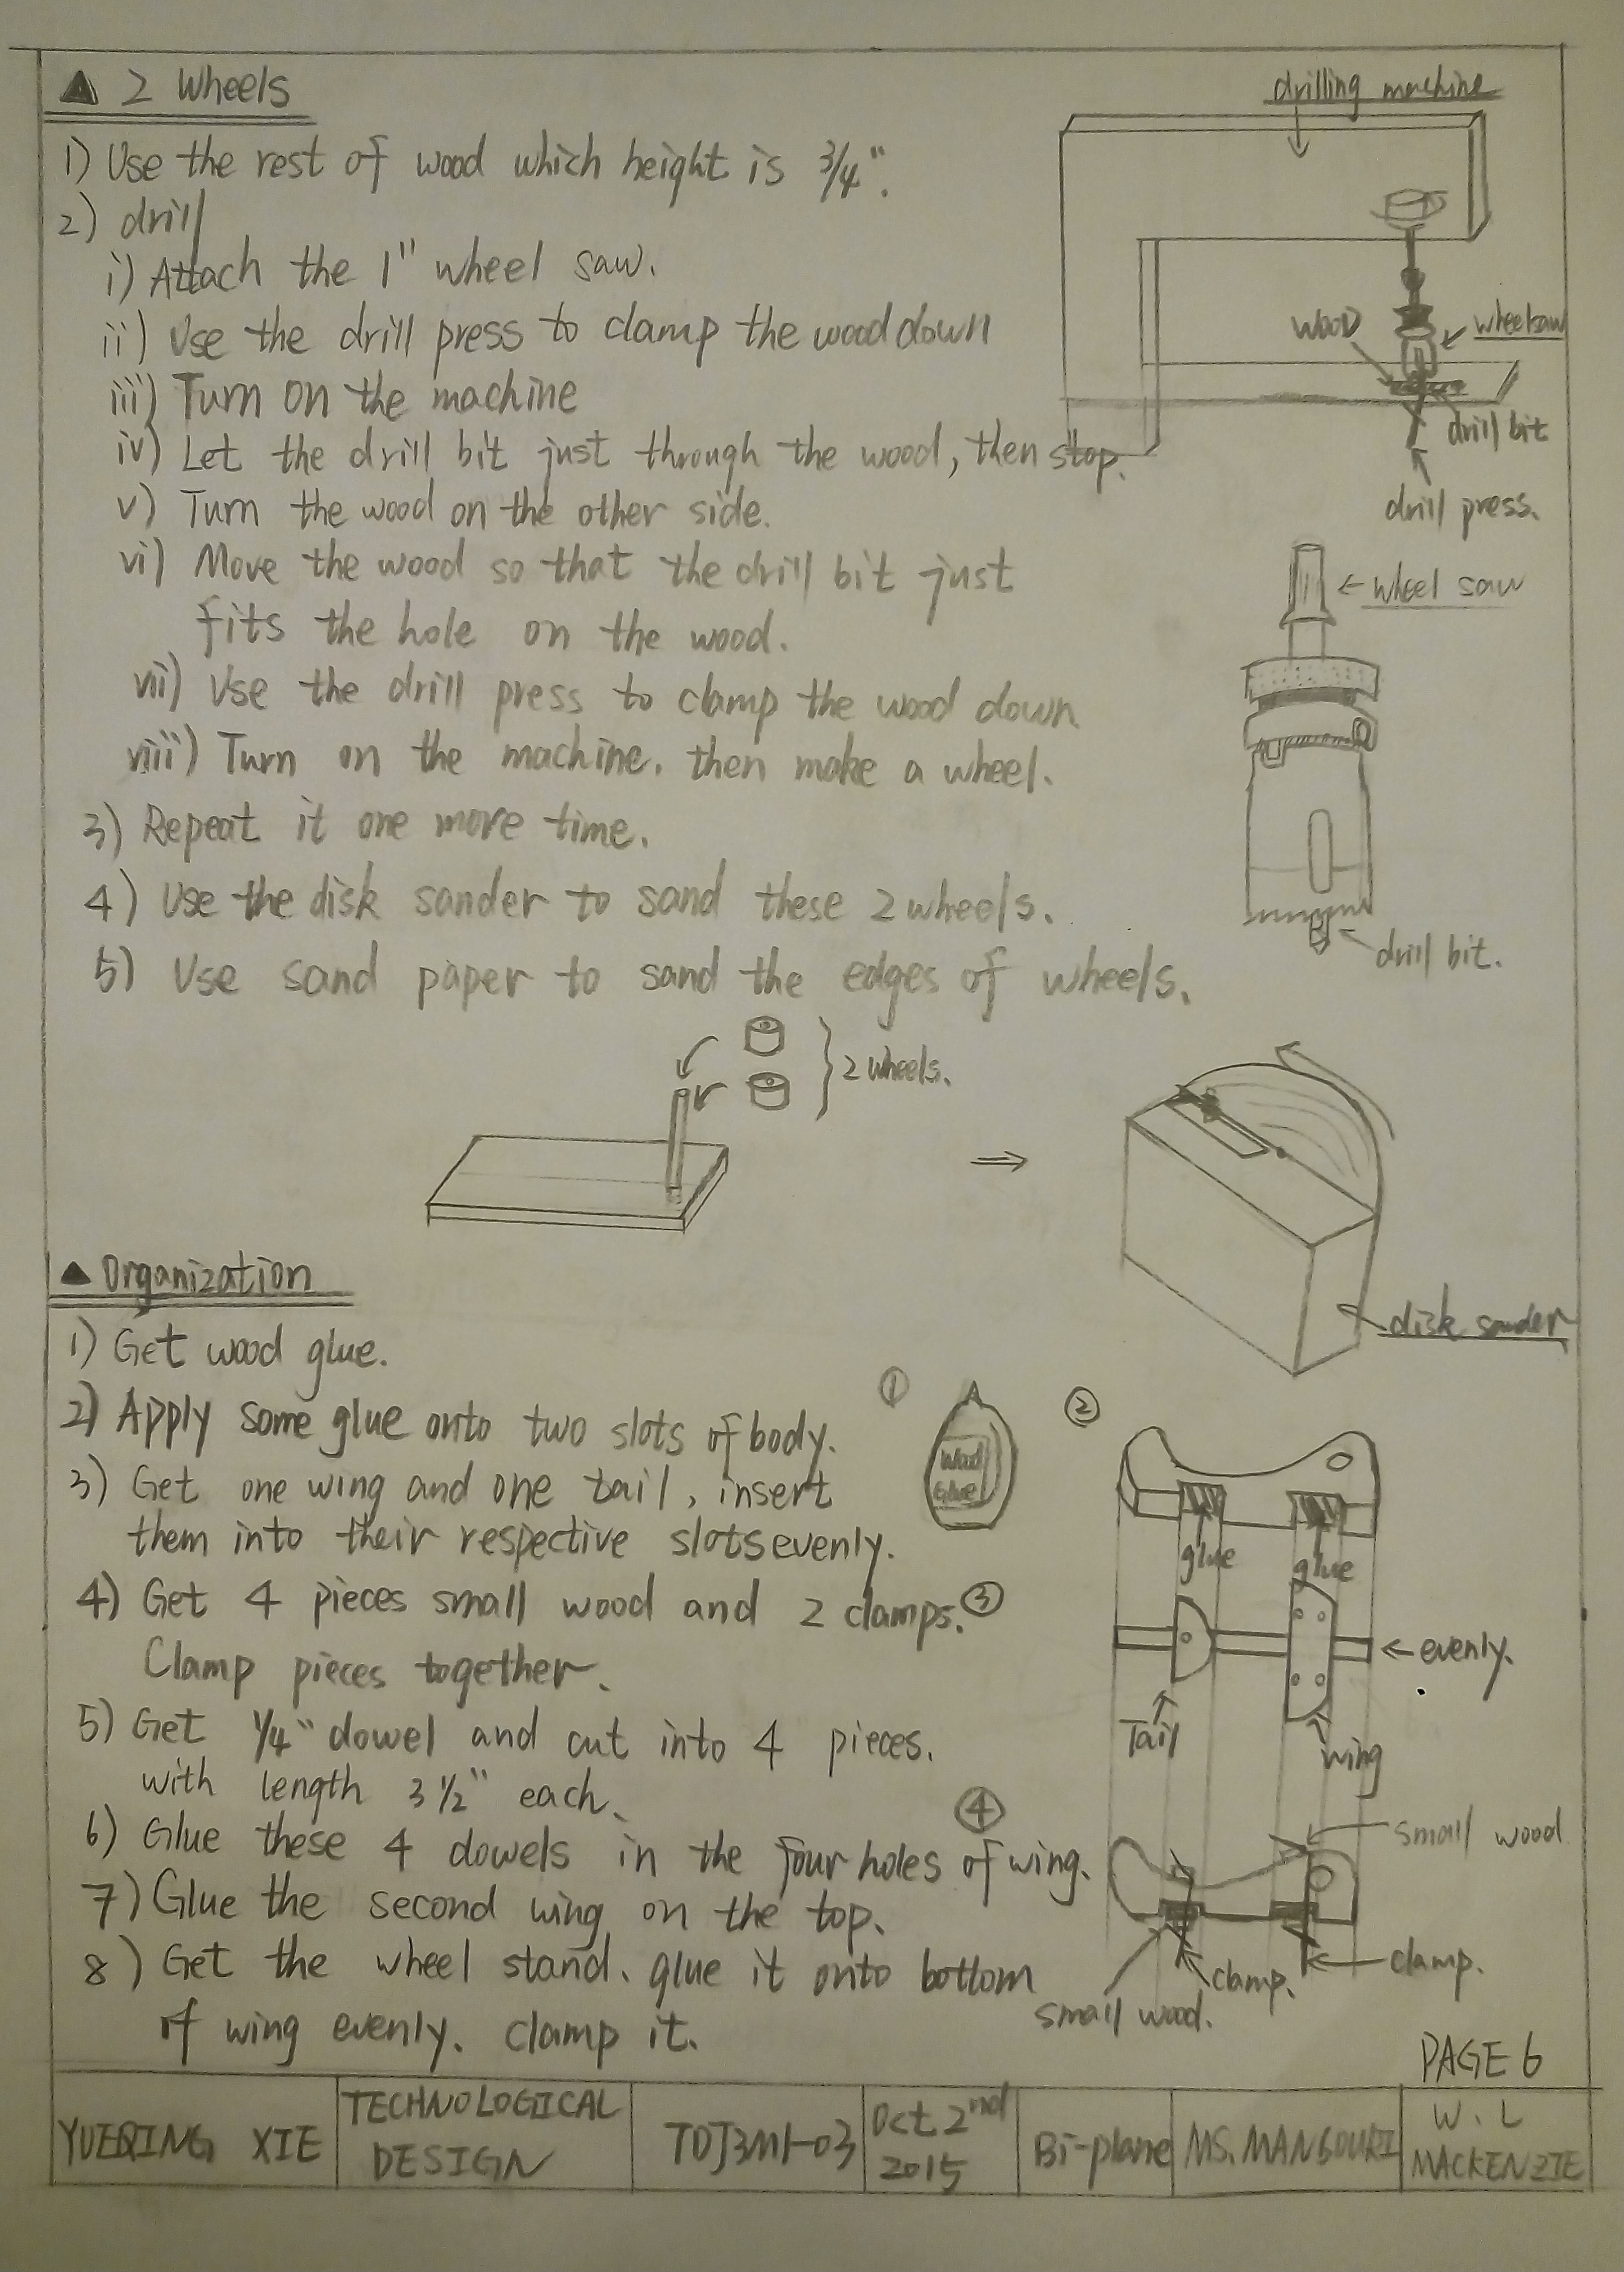 ▲ 2 Wheels
1) Use the rest of wood which height is 3/4".
2) drill
i) Attach the 1" wheel saw.
ii) Use the drill press to clamp the wood down
iii) Turn on the machine
iv) Let the drill bit just through the wood, then stop.
v) Turn the wood on the other side.
vi) Move the wood so that the drill bit just
fits the hole on the wood.
vii) Use the drill press to clamp the wood down.
viii) Turn on the machine, then make a wheel.
3) Repeat it one more time.
4) Use the disk sander to sand these 2 wheels.
5) Use sand paper to sand the edges of wheels.
drilling machine
wood
wheelsaw
drill bit
drill press.
wheel saw
drill bit.
2 wheels.
disk sander
▲ Organization
1) Get wood glue.
2) Apply some glue onto two slots of body.
3) Get one wing and one tail, insert
them into their respective slots evenly.
4) Get 4 pieces small wood and 2 clamps.
Clamp pieces together.
5) Get 1/4" dowel and cut into 4 pieces.
with length 3 1/2" each.
6) Glue these 4 dowels in the four holes of wing.
7) Glue the second wing on the top.
8) Get the wheel stand, glue it onto bottom
of wing evenly. clamp it.
①
Wood
Glue
②
glue
glue
③
evenly.
Tail
wing
④
small wood
clamp.
clamp.
small wood.
PAGE 6
YUEQING XIE
TECHNOLOGICAL
DESIGN
TDJ3M1-03
Oct. 2nd
2015
Bi-plane
MS. MANGOURI
W. L
MACKENZIE